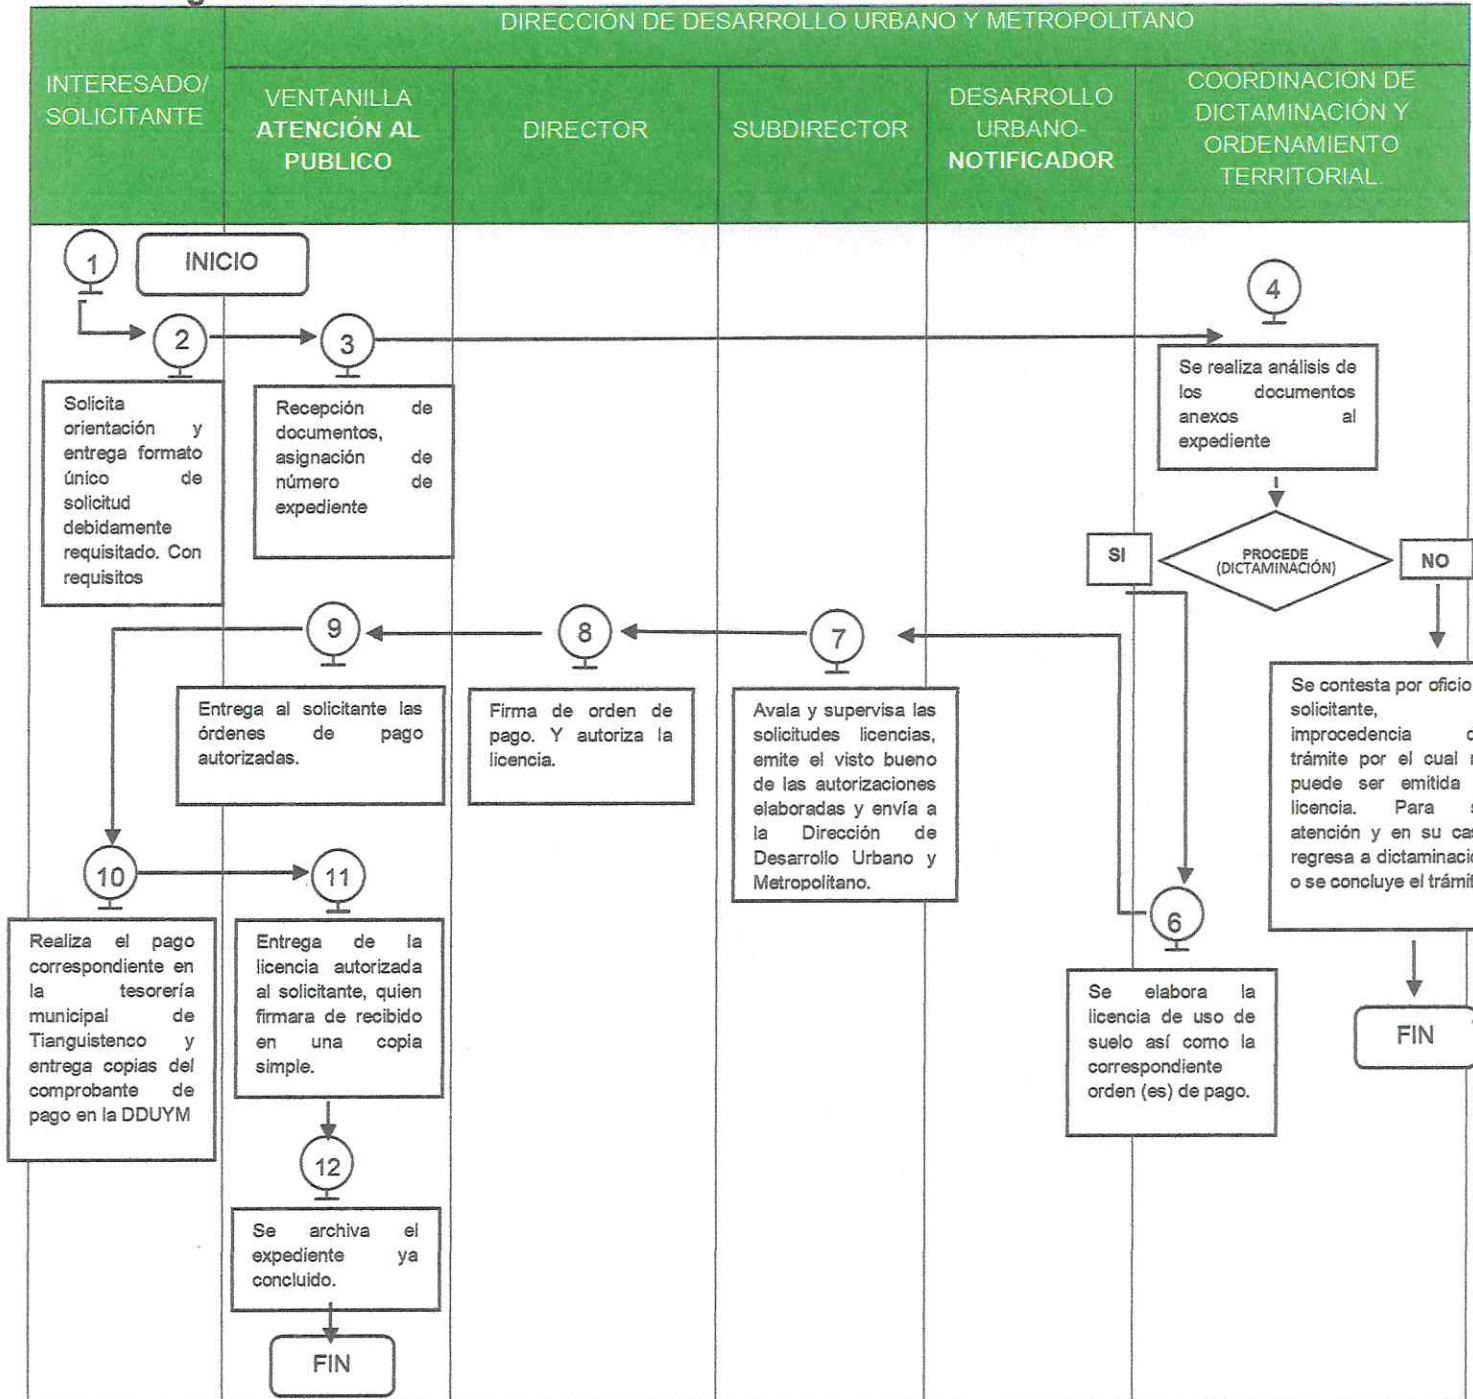 DIRECCIÓN DE DESARROLLO URBANO Y METROPOLITANO
INTERESADO/
SOLICITANTE
VENTANILLA
ATENCIÓN AL
PUBLICO
DIRECTOR
SUBDIRECTOR
DESARROLLO
URBANO-
NOTIFICADOR
COORDINACIÓN DE
DICTAMINACIÓN Y
ORDENAMIENTO
TERRITORIAL.
1
INICIO
2
Solicita
orientación y
entrega formato
único de
solicitud
debidamente
requisitado. Con
requisitos
3
Recepción de
documentos,
asignación de
número de
expediente
4
Se realiza análisis de
los documentos
anexos al
expediente
SI
PROCEDE
(DICTAMINACIÓN)
NO
Se contesta por oficio
solicitante,
improcedencia
trámite por el cual
puede ser emitida
licencia. Para
atención y en su
regresa a
o se concluye el
FIN
6
Se elabora la
licencia de uso de
suelo así como la
correspondiente
orden (es) de pago.
7
Avala y supervisa las
solicitudes licencias,
emite el visto bueno
de las autorizaciones
elaboradas y envía a
la Dirección de
Desarrollo Urbano y
Metropolitano.
8
Firma de orden de
pago. Y autoriza la
licencia.
9
Entrega al solicitante las
órdenes de pago
autorizadas.
10
Realiza el pago
correspondiente en
la tesorería
municipal de
Tianguistenco y
entrega copias del
comprobante de
pago en la DDUYM
11
Entrega de la
licencia autorizada
al solicitante, quien
firmara de recibido
en una copia
simple.
12
Se archiva el
expediente ya
concluido.
FIN